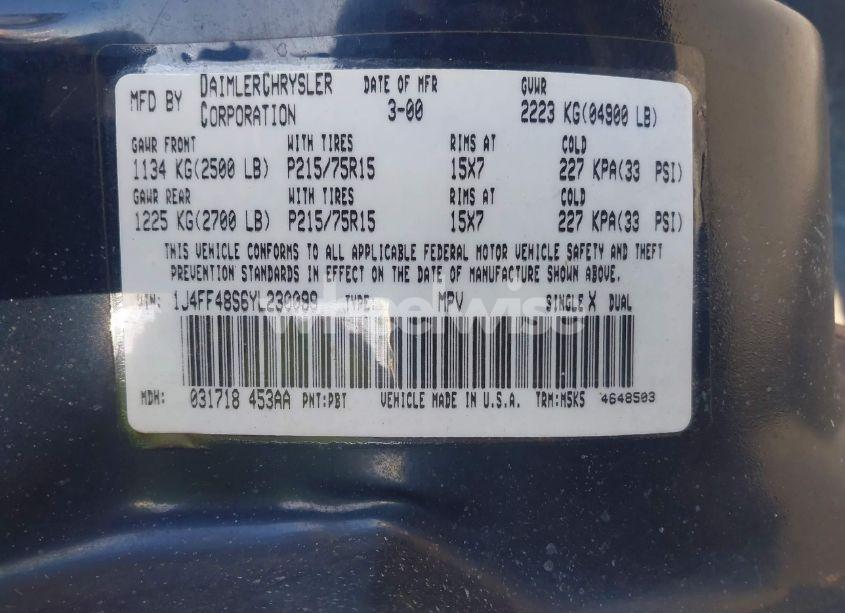 MFD BY DAIMLERCHRYSLER CORPORATION DATE OF MFR 3-00 GVWR 2223 KG(04900 LB)
GAWR FRONT WITH TIRES RIMS AT COLD
1134 KG(2500 LB) P215/75R15 15X7 227 KPA(33 PSI)
GAWR REAR WITH TIRES RIMS AT COLD
1225 KG(2700 LB) P215/75R15 15X7 227 KPA(33 PSI)
THIS VEHICLE CONFORMS TO ALL APPLICABLE FEDERAL MOTOR VEHICLE SAFETY AND THEFT
PREVENTION STANDARDS IN EFFECT ON THE DATE OF MANUFACTURE SHOWN ABOVE.
VIN: 1J4FF48S6YL230089 TYPE: MPV SINGLE X DUAL
wheelwise
MDH: 031718 453AA PNT:PBT VEHICLE MADE IN U.S.A. TRM:M5K5 4648503